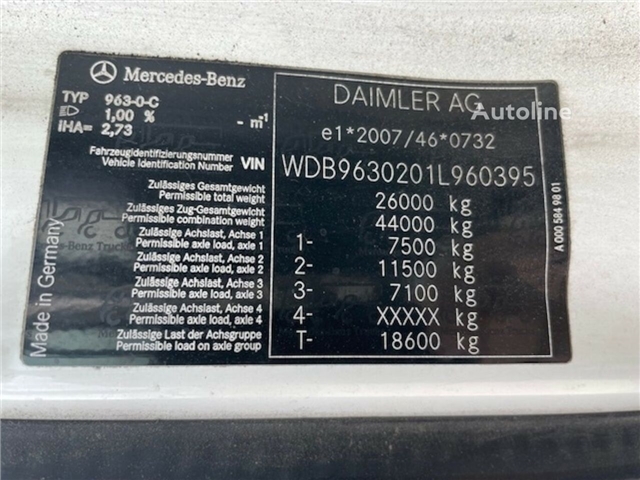 Mercedes-Benz
TYP 963-0-C
1,00 % - m-1
iHA= 2,73
Fahrzeugidentifizierungsnummer
Vehicle Identification Number VIN
Zulässiges Gesamtgewicht
Permissible total weight
Zulässiges Zug-Gesamtgewicht
Permissible combination weight
Zulässige Achslast, Achse 1
Permissible axle load, axle 1
Zulässige Achslast, Achse 2
Permissible axle load, axle 2
Zulässige Achslast, Achse 3
Permissible axle load, axle 3
Zulässige Achslast, Achse 4
Permissible axle load, axle 4
Zulässige Last der Achsgruppe
Permissible load on axle group
DAIMLER AG
e1*2007/46*0732
WDB9630201L960395
26000 kg
44000 kg
1- 7500 kg
2- 11500 kg
3- 7100 kg
4- XXXXX kg
T- 18600 kg
Made in Germany
A 000 584 98 01
Autoline